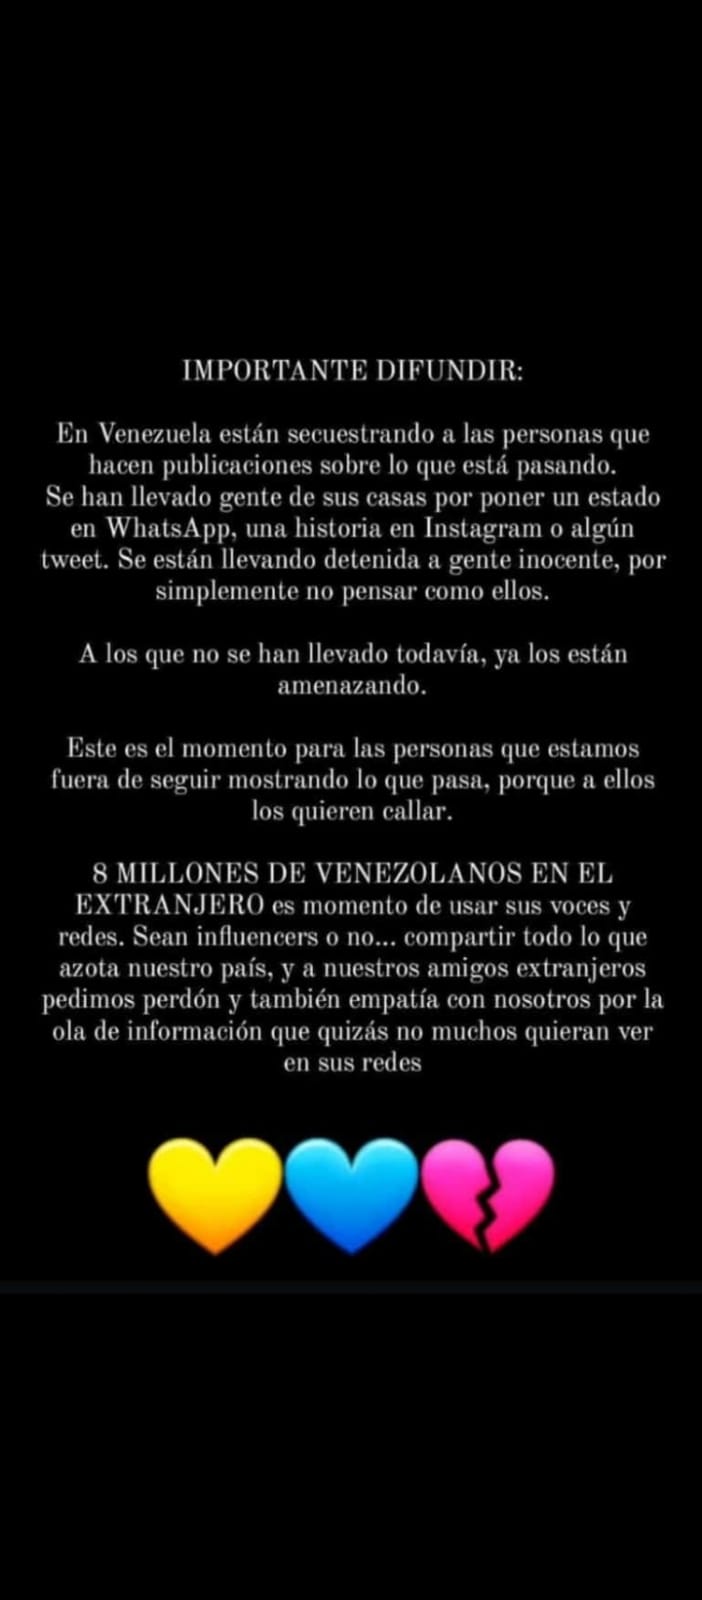 IMPORTANTE DIFUNDIR:
En Venezuela están secuestrando a las personas que
hacen publicaciones sobre lo que está pasando.
Se han llevado gente de sus casas por poner un estado
en WhatsApp, una historia en Instagram o algún
tweet. Se están llevando detenida a gente inocente, por
simplemente no pensar como ellos.
A los que no se han llevado todavía, ya los están
amenazando.
Este es el momento para las personas que estamos
fuera de seguir mostrando lo que pasa, porque a ellos
los quieren callar.
8 MILLONES DE VENEZOLANOS EN EL
EXTRANJERO es momento de usar sus voces y
redes. Sean influencers o no... compartir todo lo que
azota nuestro país, y a nuestros amigos extranjeros
pedimos perdón y también empatía con nosotros por la
ola de información que quizás no muchos quieran ver
en sus redes